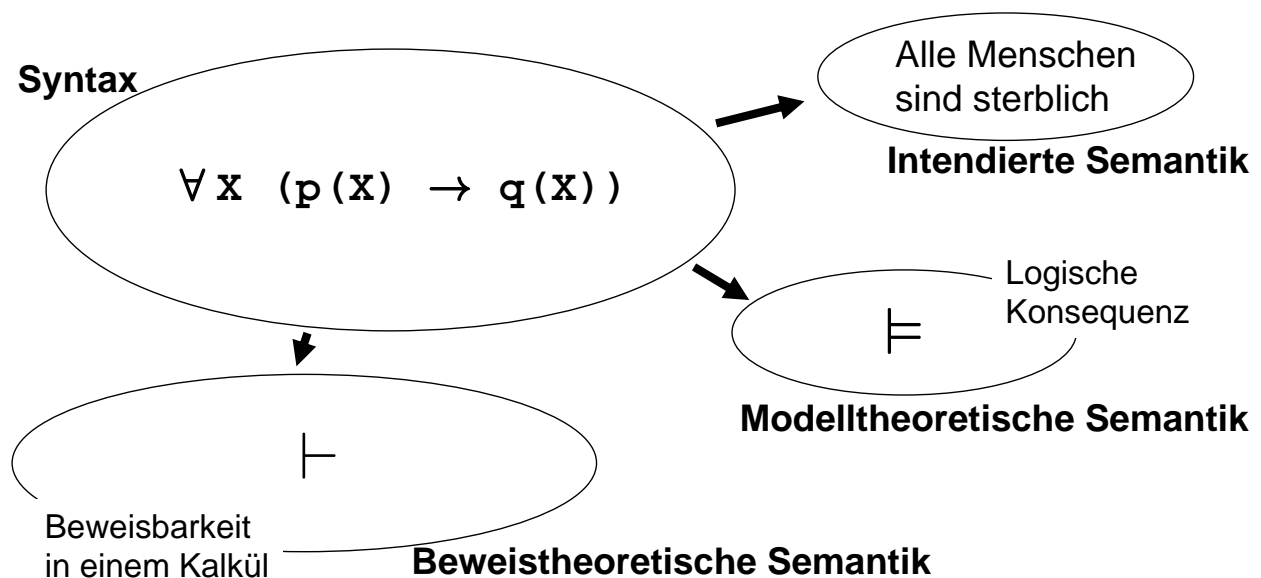 Syntax
∀ X (p(X) → q(X))
Alle Menschen
sind sterblich
Intendierte Semantik
Logische
Konsequenz
⊨
Modelltheoretische Semantik
⊢
Beweisbarkeit
in einem Kalkül
Beweistheoretische Semantik